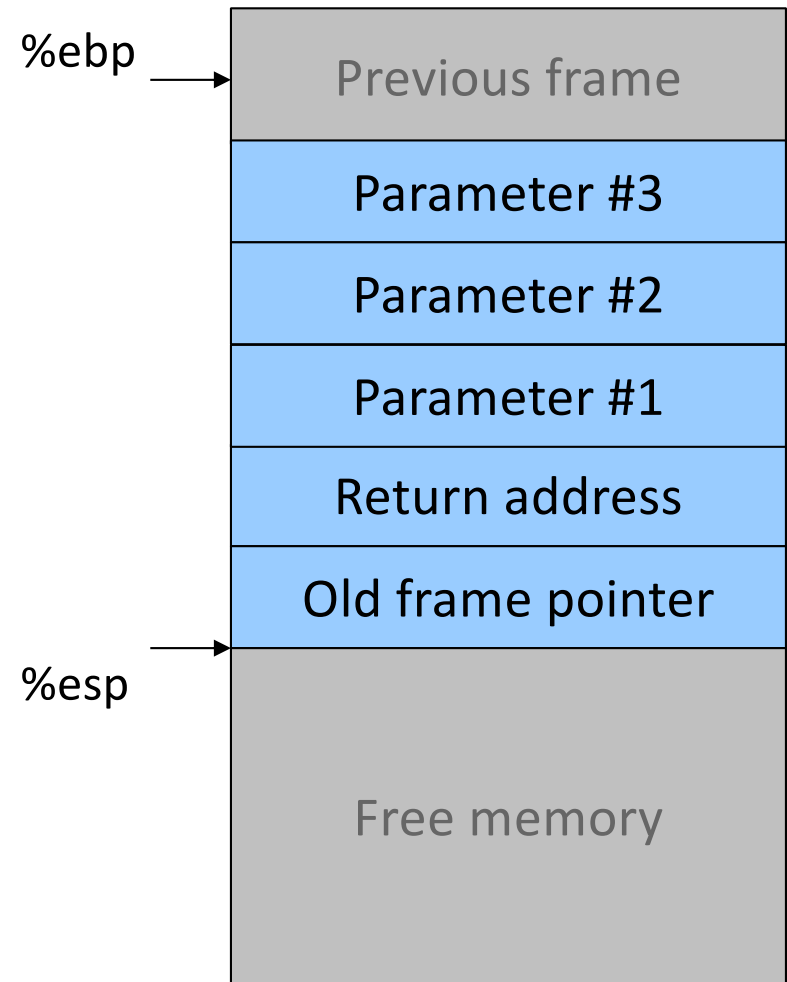 %ebp
Previous frame
Parameter #3
Parameter #2
Parameter #1
Return address
Old frame pointer
%esp
Free memory